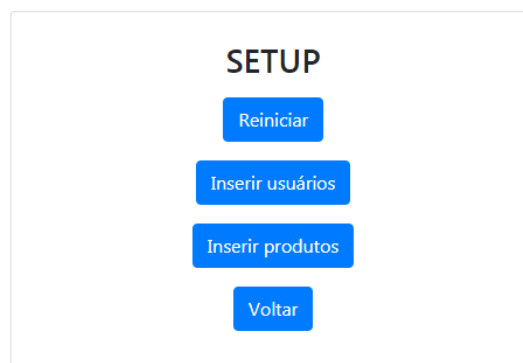 SETUP
Reiniciar
Inserir usuários
Inserir produtos
Voltar